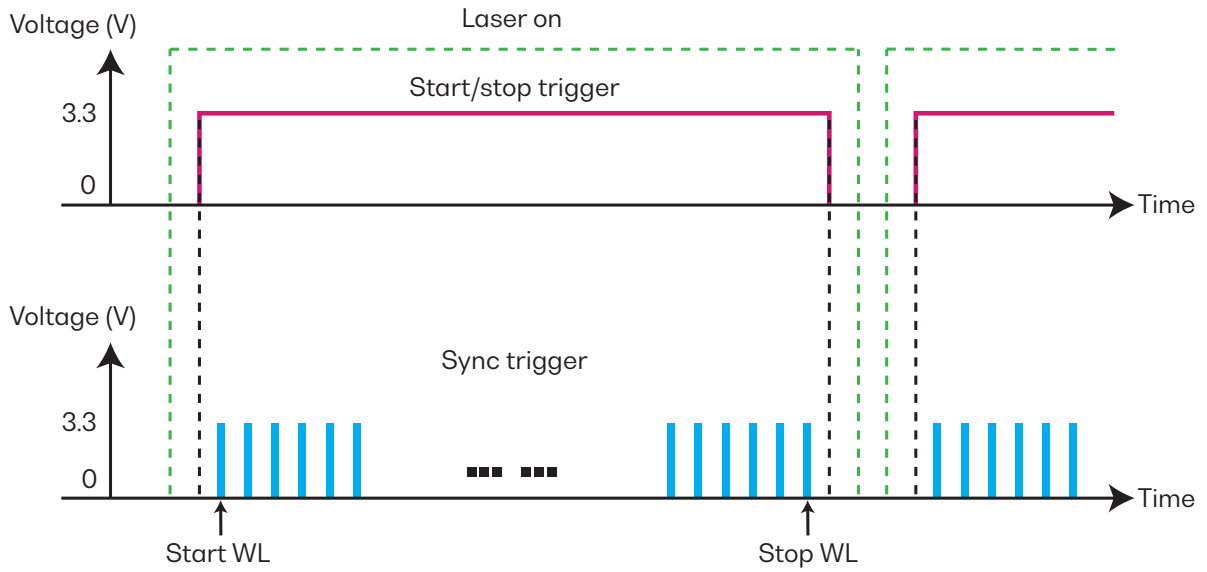 Laser on
Voltage (V)
Start/stop trigger
3.3
0
Time
Voltage (V)
Sync trigger
3.3
0
Time
Start WL
Stop WL